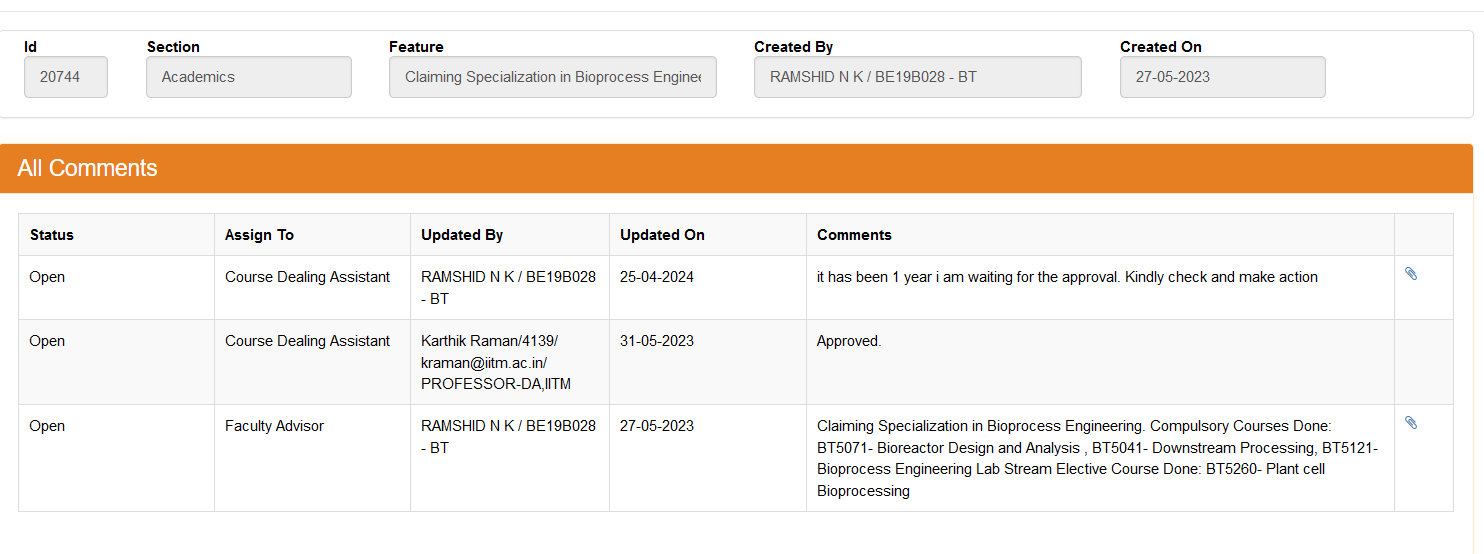 Id Section Feature Created By Created On
20744 Academics Claiming Specialization in Bioprocess Enginee RAMSHID N K / BE19B028 - BT 27-05-2023
All Comments
Status Assign To Updated By Updated On Comments
Open Course Dealing Assistant RAMSHID N K / BE19B028 25-04-2024 it has been 1 year i am waiting for the approval. Kindly check and make action
- BT
Open Course Dealing Assistant Karthik Raman/4139/ 31-05-2023 Approved.
kraman@iitm.ac.in/
PROFESSOR-DA,IITM
Open Faculty Advisor RAMSHID N K / BE19B028 27-05-2023 Claiming Specialization in Bioprocess Engineering. Compulsory Courses Done:
- BT BT5071- Bioreactor Design and Analysis , BT5041- Downstream Processing, BT5121-
Bioprocess Engineering Lab Stream Elective Course Done: BT5260- Plant cell
Bioprocessing